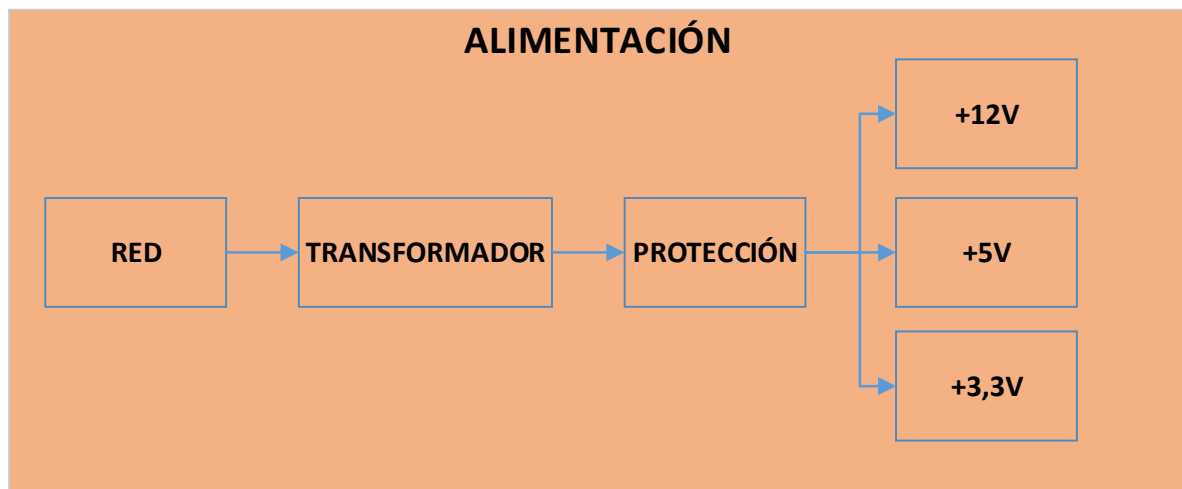 ALIMENTACIÓN
RED
TRANSFORMADOR
PROTECCIÓN
+12V
+5V
+3,3V